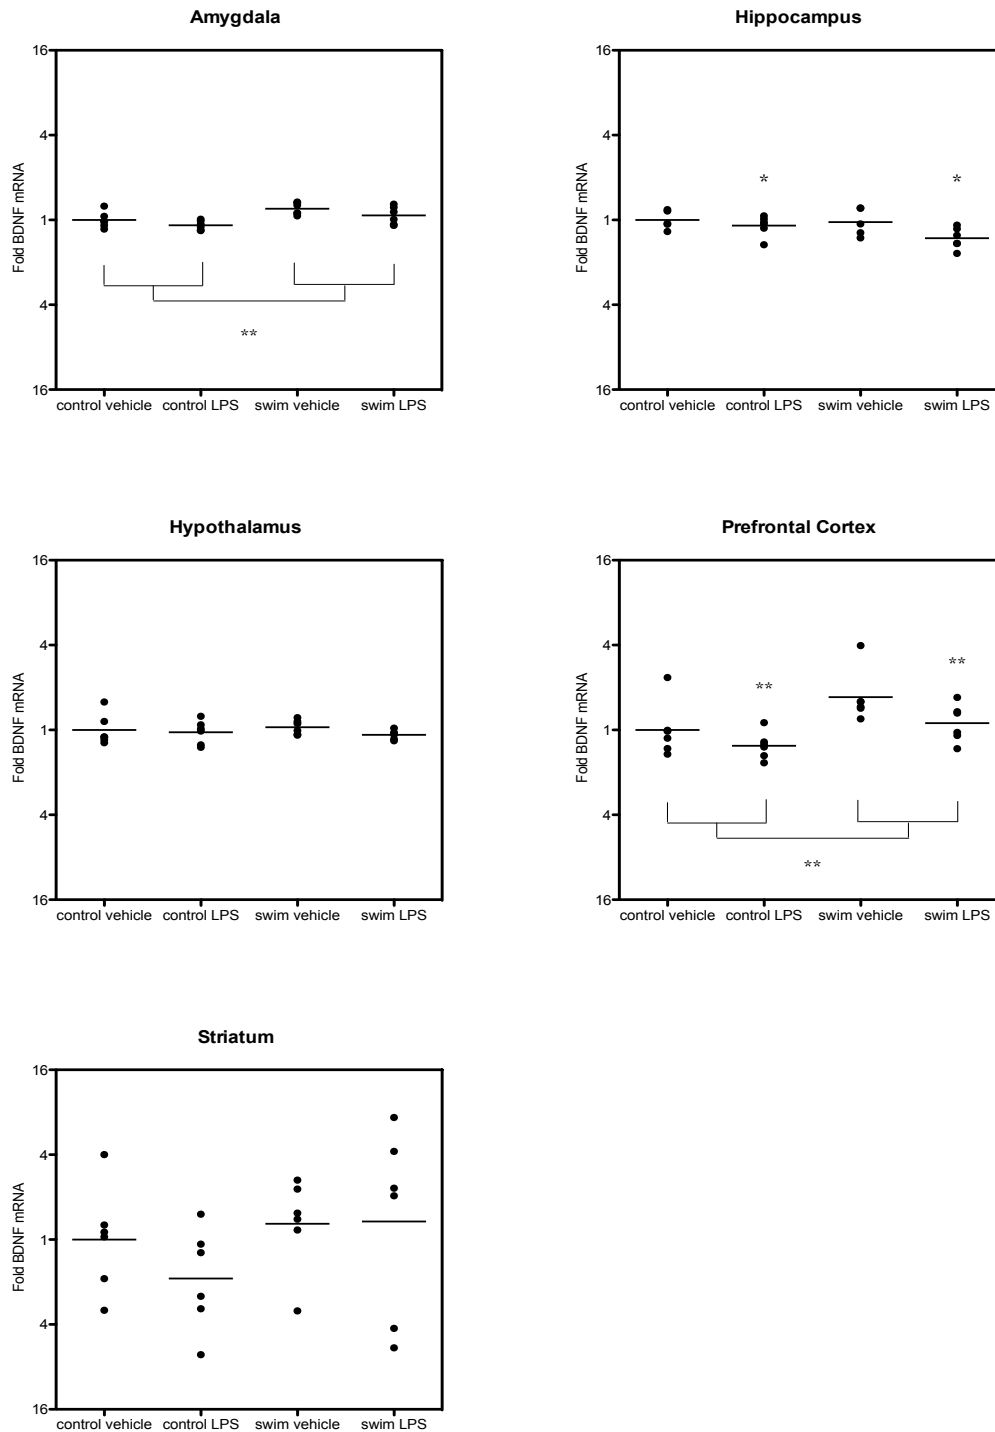 Amygdala
16
4
1
4
16
Fold BDNF mRNA
**
control vehicle control LPS swim vehicle swim LPS
Hippocampus
16
4
1
4
16
Fold BDNF mRNA
* *
control vehicle control LPS swim vehicle swim LPS
Hypothalamus
16
4
1
4
16
Fold BDNF mRNA
control vehicle control LPS swim vehicle swim LPS
Prefrontal Cortex
16
4
1
4
16
Fold BDNF mRNA
** **
**
control vehicle control LPS swim vehicle swim LPS
Striatum
16
4
1
4
16
Fold BDNF mRNA
control vehicle control LPS swim vehicle swim LPS